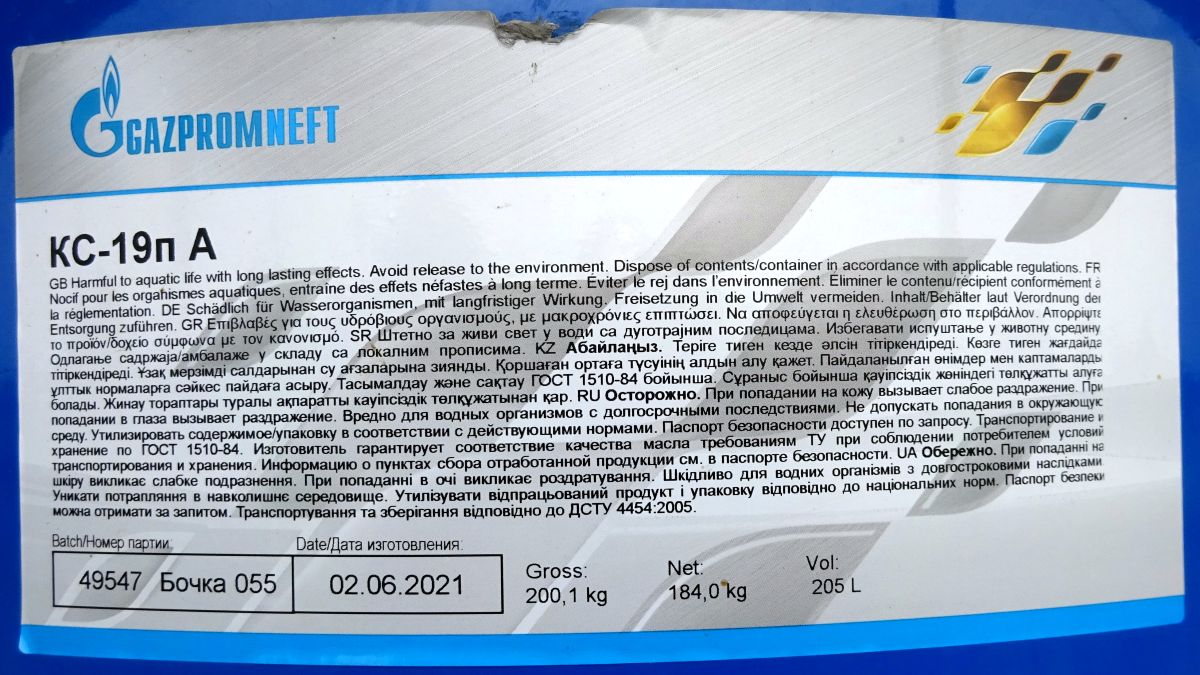 GAZPROMNEFT
КС-19п А
GB Harmful to aquatic life with long lasting effects. Avoid release to the environment. Dispose of contents/container in accordance with applicable regulations. FR
Nocif pour les orgahismes aquatiques, entraîne des effets néfastes à long terme. Éviter le rej dans l'environnement. Éliminer le contenu/récipient conformément à
la réglementation. DE Schädlich für Wasserorganismen, mit langfristiger Wirkung. Freisetzung in die Umwelt vermeiden. Inhalt/Behälter laut Verordnung der
Entsorgung zuführen. GR Επιβλαβές για τους υδρόβιους οργανισμούς, με μακροχρόνιες επιπτώσει. Να αποφεύγεται η ελευθέρωση στο περιβάλλον. Απορρίψτε
το προϊόν/δοχείο σύμφωνα με τον κανονισμό. SR Штетно за живи свет у води са дуготрајним последицама. Избегавати испуштање у животну средину
Одлагање садржаја/амбалаже у складу са локалним прописима. KZ Абайлаңыз. Теріге тиген кезде әлсін тітіркендіреді. Көзге тиген жағдайда
тітіркендіреді. Ұзақ мерзімді салдарынан су ағзаларына зиянды. Қоршаған ортаға түсуінің алдын алу қажет. Пайдаланылған өнімдер мен каптамаларды
ұлттық нормаларға сәйкес пайдаға асыру. Тасымалдау және сақтау ГОСТ 1510-84 бойынша. Сұраныс бойынша қауіпсіздік жөніндегі төлқұжатты алуға
болады. Жинау тораптары туралы ақпаратты кауіпсіздік төлқұжатынан қар. RU Осторожно. При попадании на кожу вызывает слабое раздражение. При
попадании в глаза вызывает раздражение. Вредно для водных организмов с долгосрочными последствиями. Не допускать попадания в окружающую
среду. Утилизировать содержимое/упаковку в соответствии с действующими нормами. Паспорт безопасности доступен по запросу. Транспортирование и
хранение по ГОСТ 1510-84. Изготовитель гарантирует соответствие качества масла требованиям ТУ при соблюдении потребителем условий
транспортирования и хранения. Информацию о пунктах сбора отработанной продукции см. в паспорте безопасности. UA Обережно. При попаданні на
шкіру викликає слабке подразнення. При попаданні в очі викликає роздратування. Шкідливо для водних організмів з довгостроковими наслідками
Уникати потрапляння в навколишнє середовище. Утилізувати відпрацьований продукт і упаковку відповідно до національних норм. Паспорт безпеки
можна отримати за запитом. Транспортування та зберігання відповідно до ДСТУ 4454:2005.
Batch/Номер партии: Date/Дата изготовления:
49547 Бочка 055 02.06.2021
Gross: Net: Vol:
200,1 kg 184,0 kg 205 L